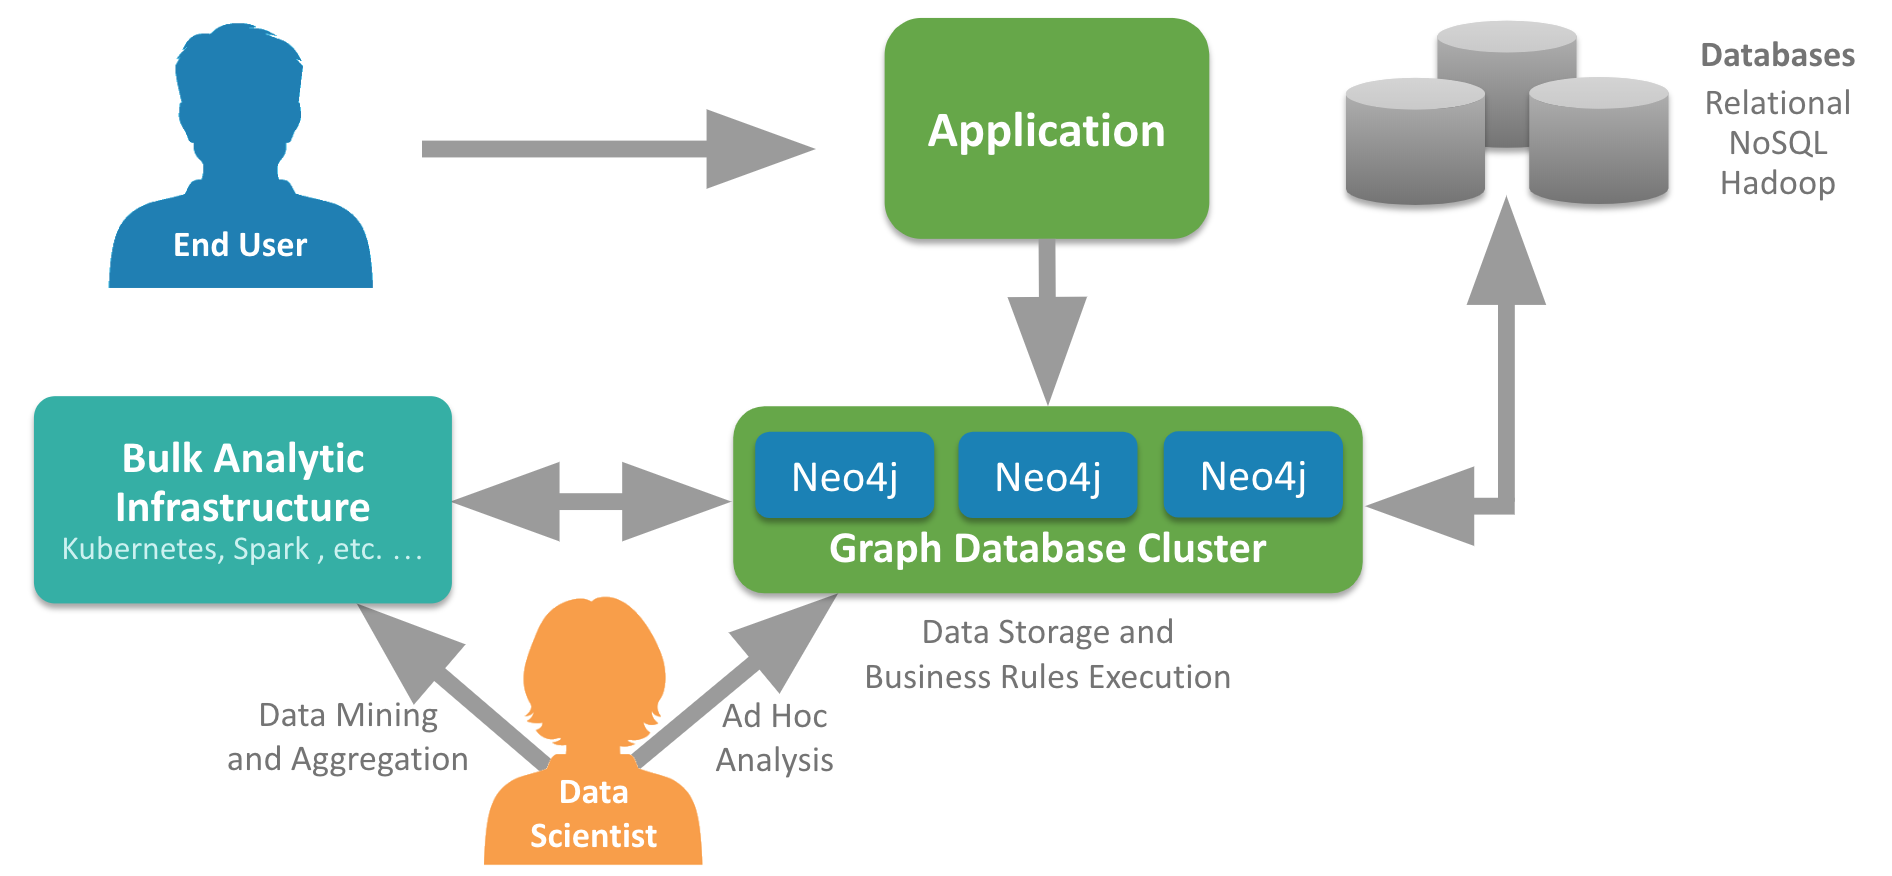 End User
Application
Databases
Relational
NoSQL
Hadoop
Bulk Analytic
Infrastructure
Kubernetes, Spark , etc. …
Neo4j
Neo4j
Neo4j
Graph Database Cluster
Data Storage and
Business Rules Execution
Data Mining
and Aggregation
Ad Hoc
Analysis
Data
Scientist